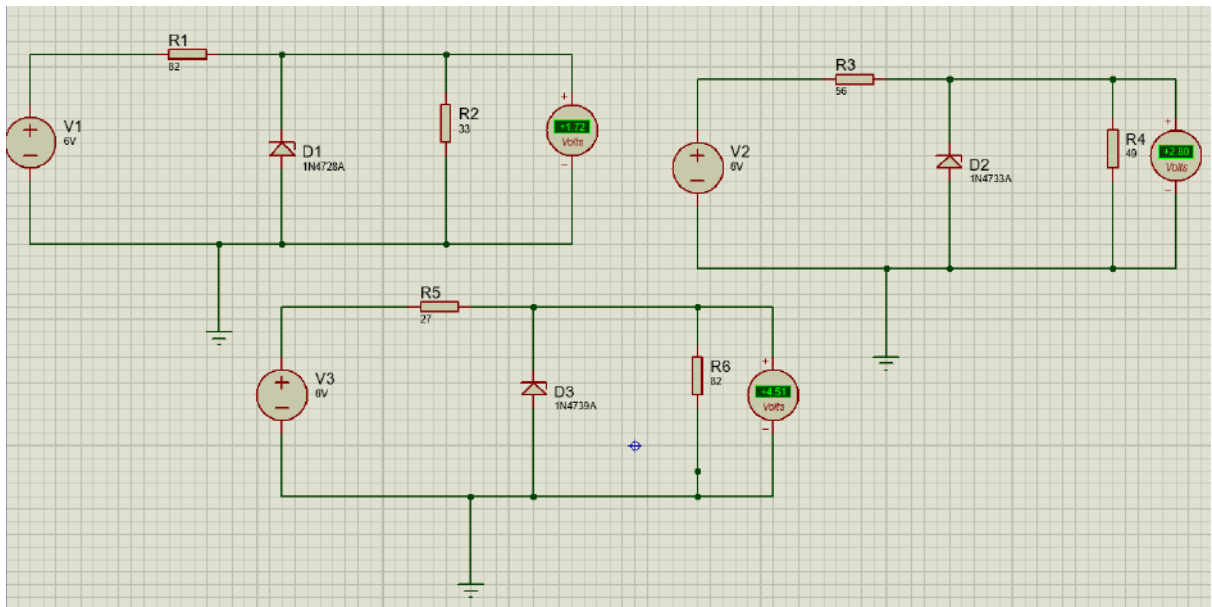 R1
82
V1
6V
D1
1N4728A
R2
33
+
+1.72
Volts
R3
56
V2
6V
D2
1N4733A
R4
49
+
+2.80
Volts
R5
27
V3
6V
D3
1N4739A
R6
82
+
+4.51
Volts